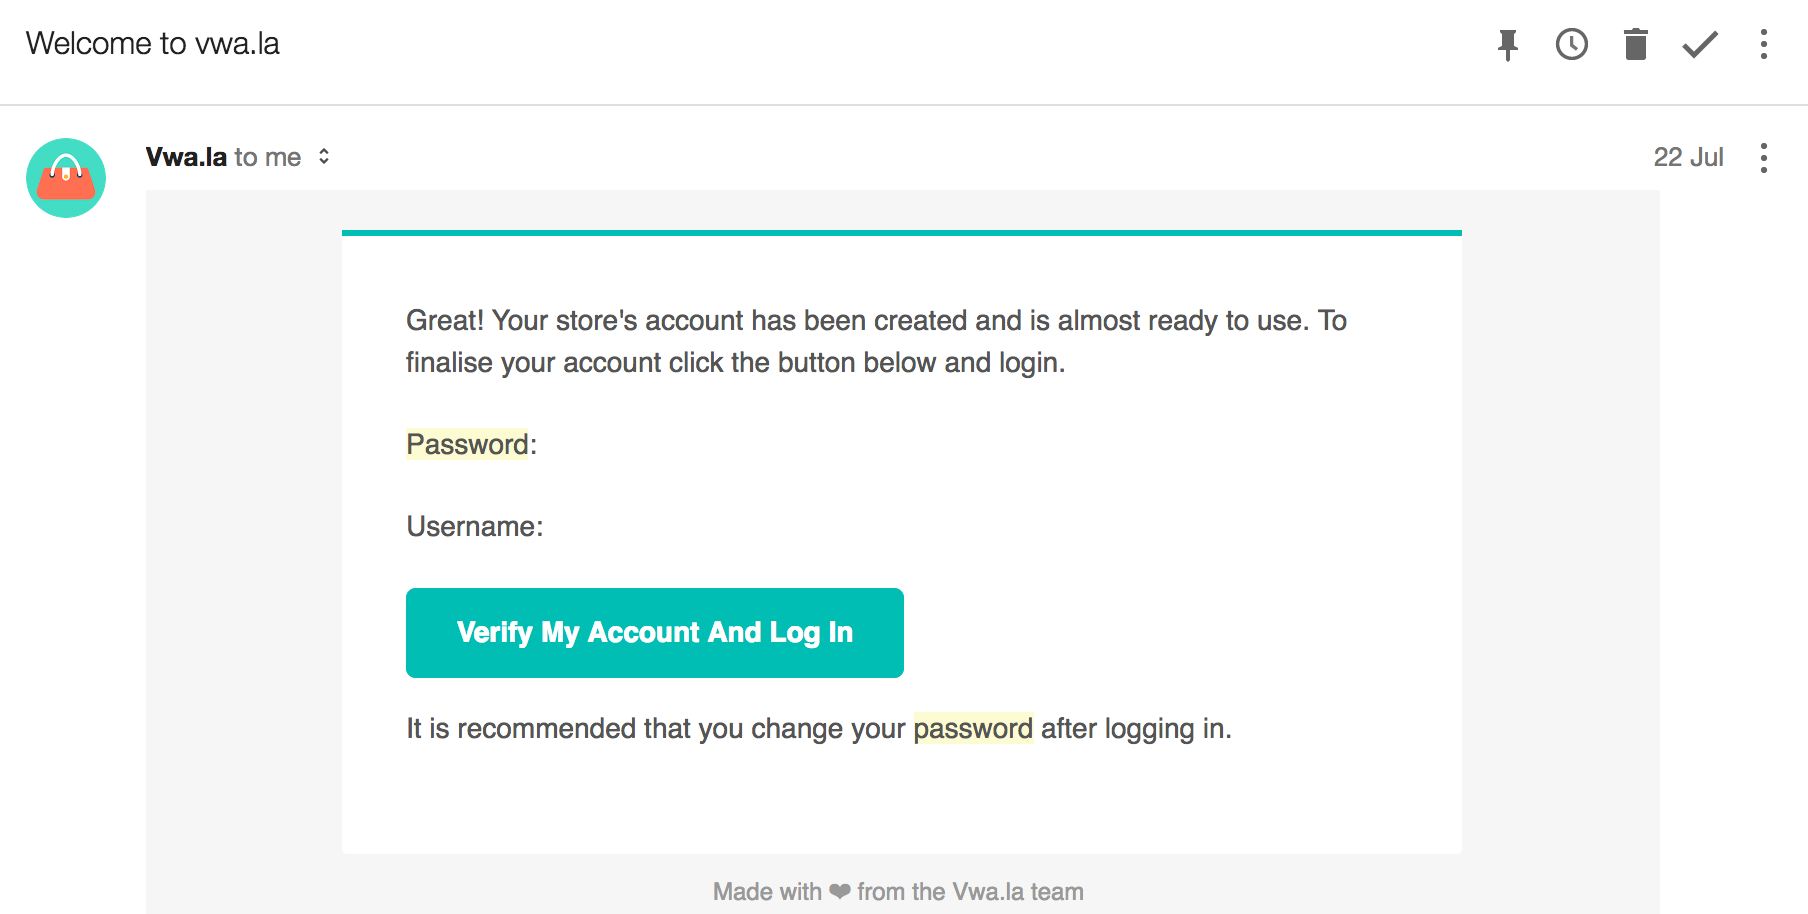 Welcome to vwa.la
Vwa.la to me
22 Jul
Great! Your store's account has been created and is almost ready to use. To
finalise your account click the button below and login.
Password:
Username:
Verify My Account And Log In
It is recommended that you change your password after logging in.
Made with ❤ from the Vwa.la team